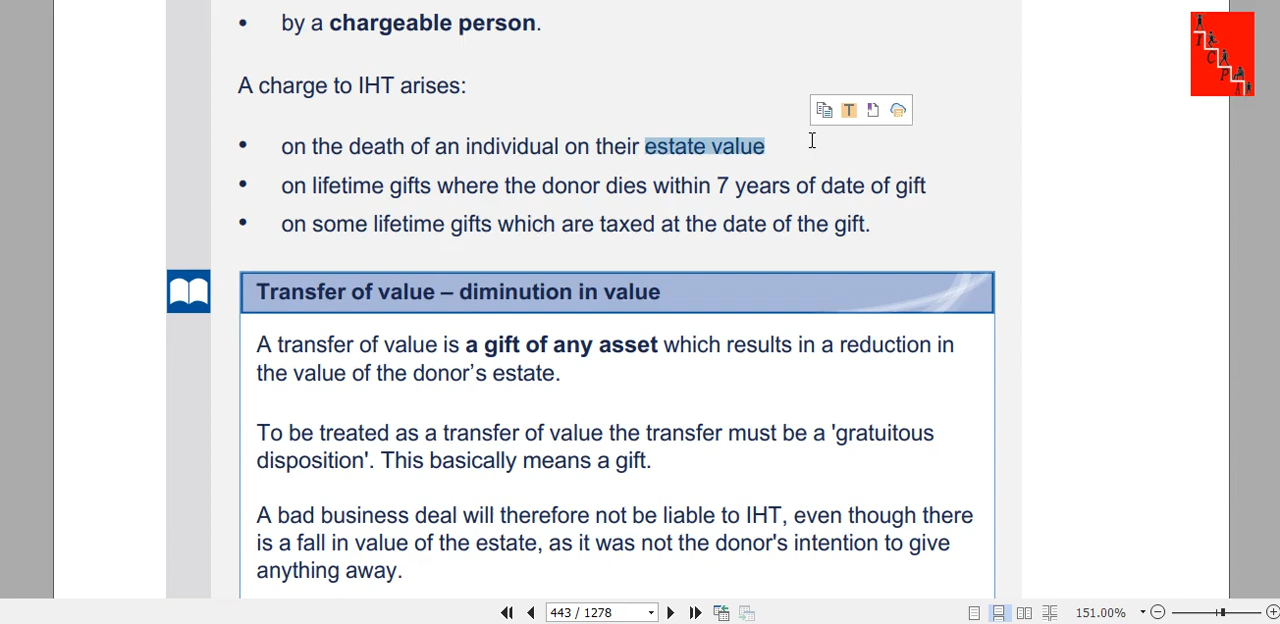 • by a chargeable person.
A charge to IHT arises:
• on the death of an individual on their estate value
• on lifetime gifts where the donor dies within 7 years of date of gift
• on some lifetime gifts which are taxed at the date of the gift.
Transfer of value – diminution in value
A transfer of value is a gift of any asset which results in a reduction in
the value of the donor's estate.
To be treated as a transfer of value the transfer must be a 'gratuitous
disposition'. This basically means a gift.
A bad business deal will therefore not be liable to IHT, even though there
is a fall in value of the estate, as it was not the donor's intention to give
anything away.
I C P A
443 / 1278
151.00%